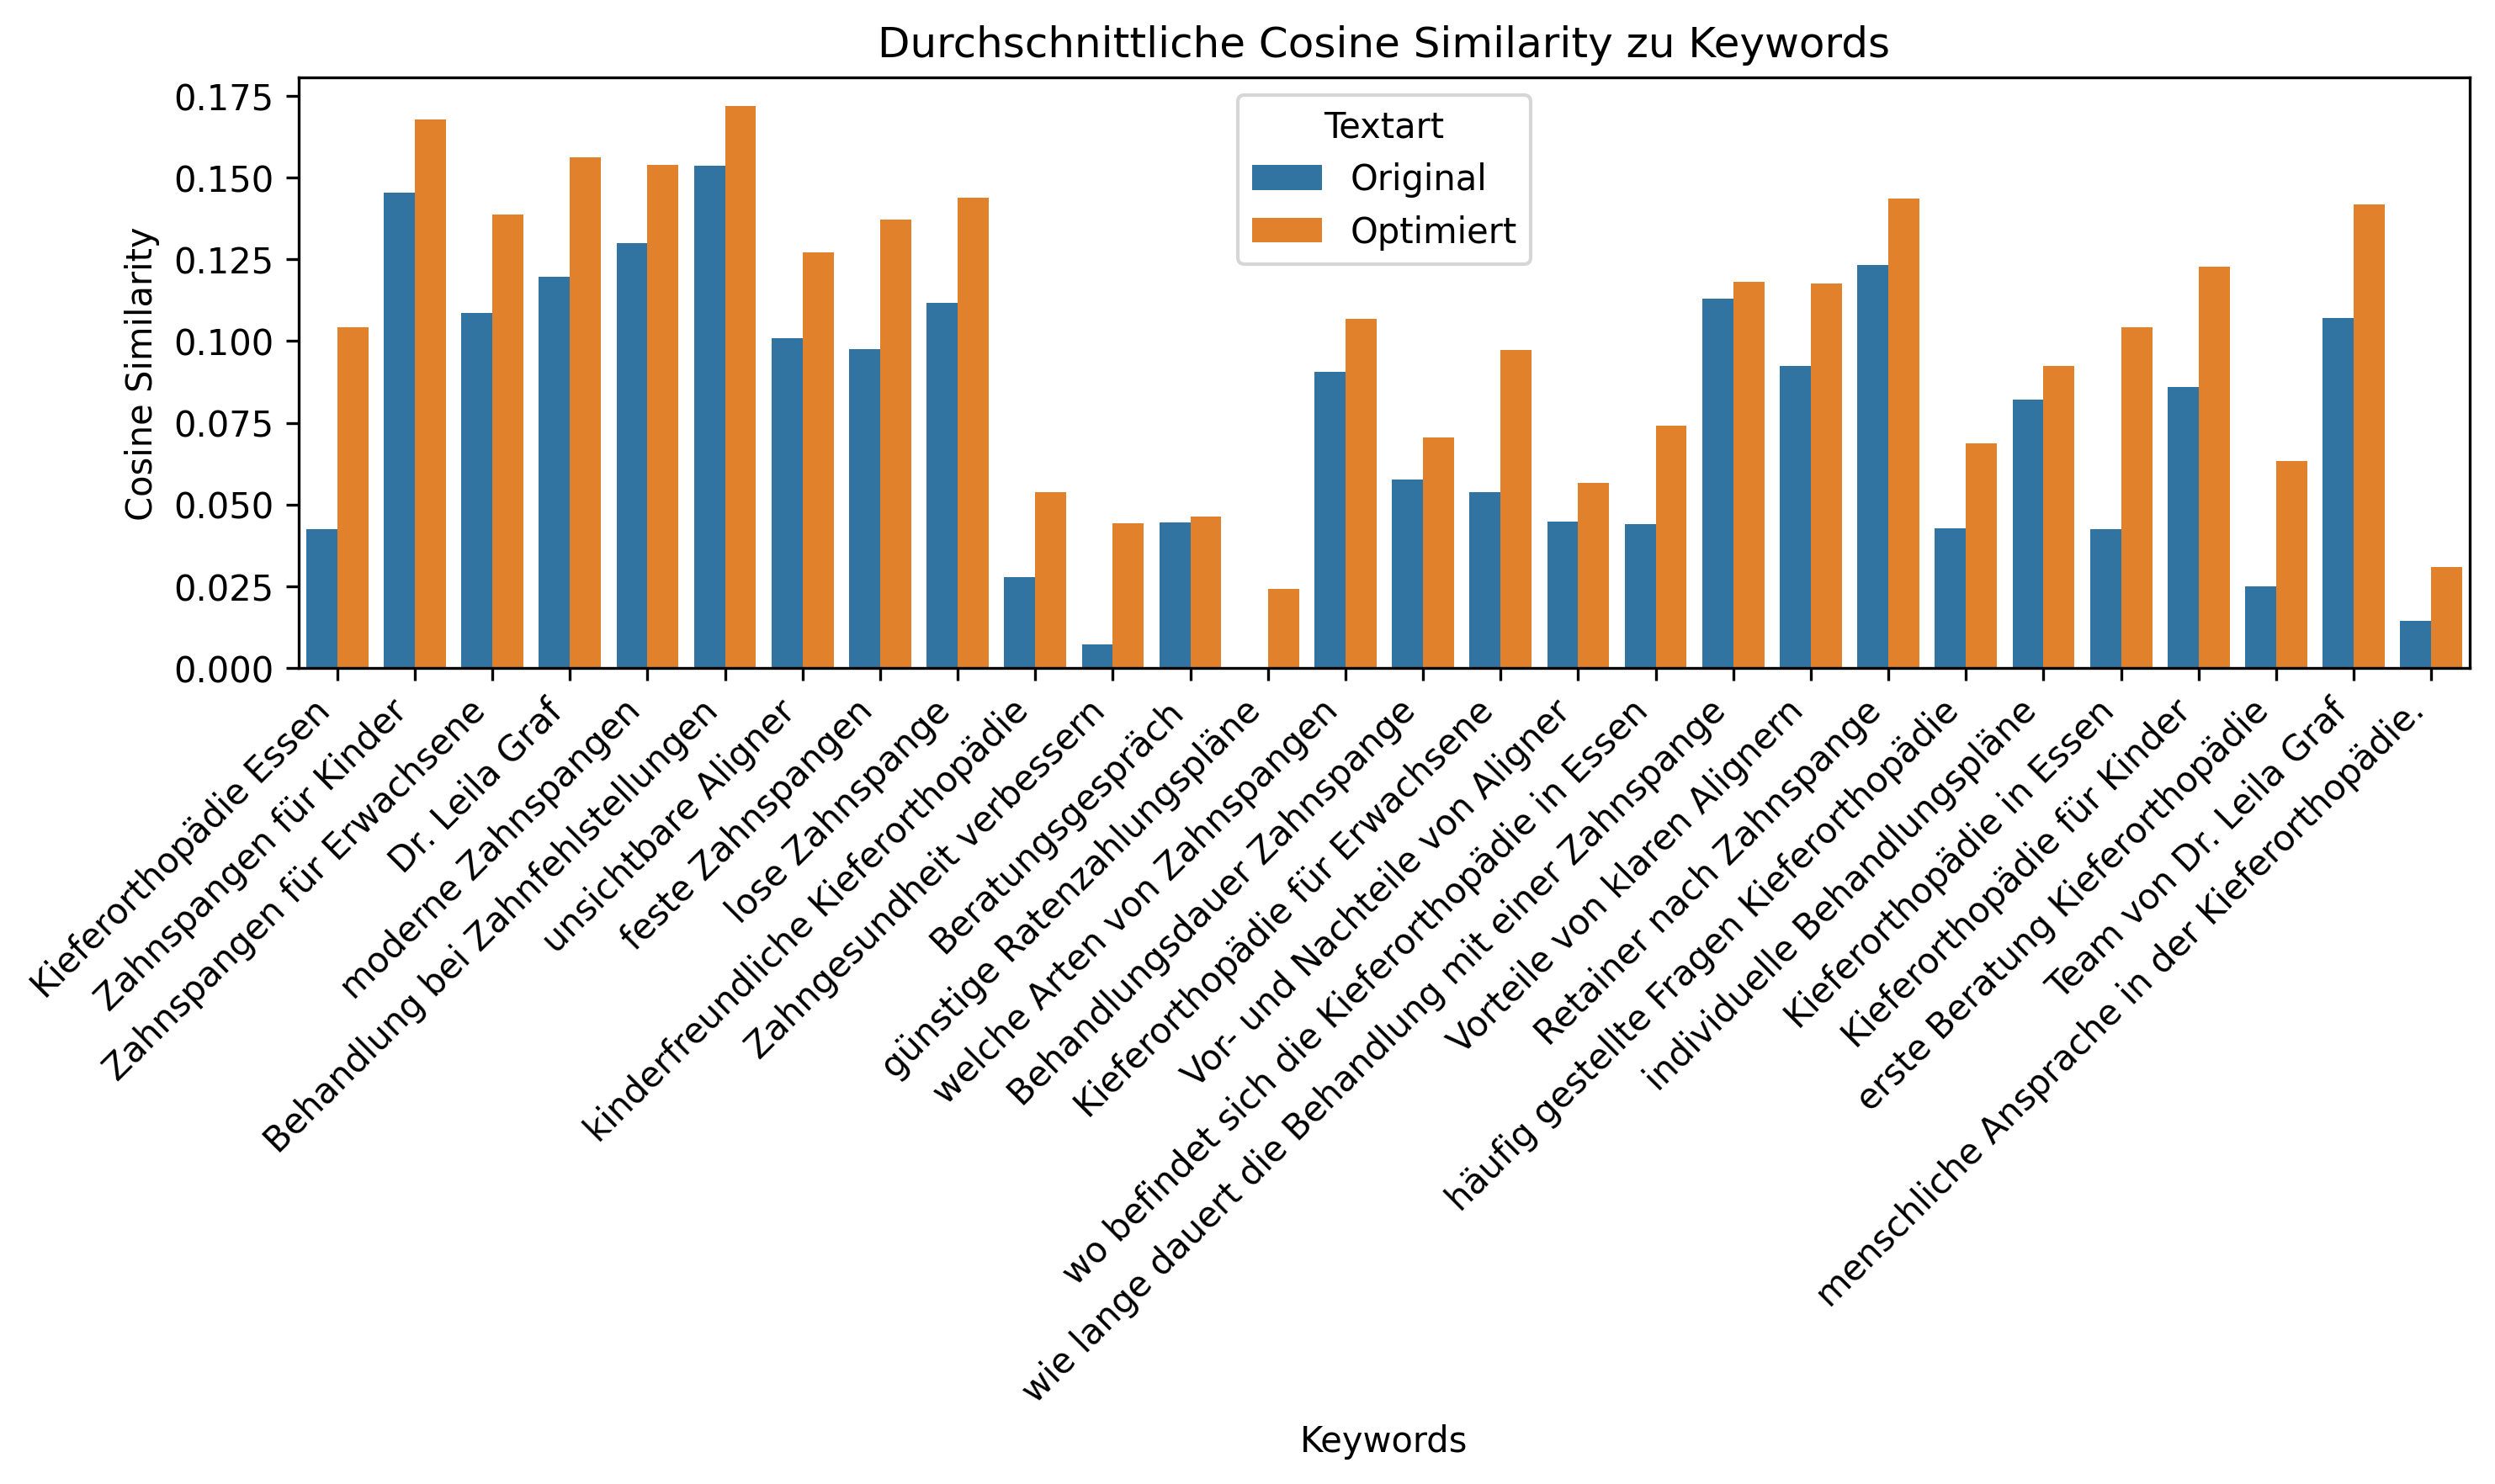 Durchschnittliche Cosine Similarity zu Keywords
Cosine Similarity
0.175
0.150
0.125
0.100
0.075
0.050
0.025
0.000
Textart
Original
Optimiert
Kieferorthopädie Essen
Zahnspangen für Kinder
Zahnspangen für Erwachsene
Dr. Leila Graf
moderne Zahnspangen
Behandlung bei Zahnfehlstellungen
unsichtbare Aligner
feste Zahnspangen
lose Zahnspange
kinderfreundliche Kieferorthopädie
Zahngesundheit verbessern
Beratungsgespräch
günstige Ratenzahlungspläne
welche Arten von Zahnspangen
Behandlungsdauer Zahnspange
Kieferorthopädie für Erwachsene
Vor- und Nachteile von Aligner
wo befindet sich die Kieferorthopädie in Essen
wie lange dauert die Behandlung mit einer Zahnspange
Vorteile von klaren Alignern
Retainer nach Zahnspange
häufig gestellte Fragen Kieferorthopädie
individuelle Behandlungspläne
Kieferorthopädie in Essen
Kieferorthopädie für Kinder
erste Beratung Kieferorthopädie
Team von Dr. Leila Graf
menschliche Ansprache in der Kieferorthopädie.
Keywords